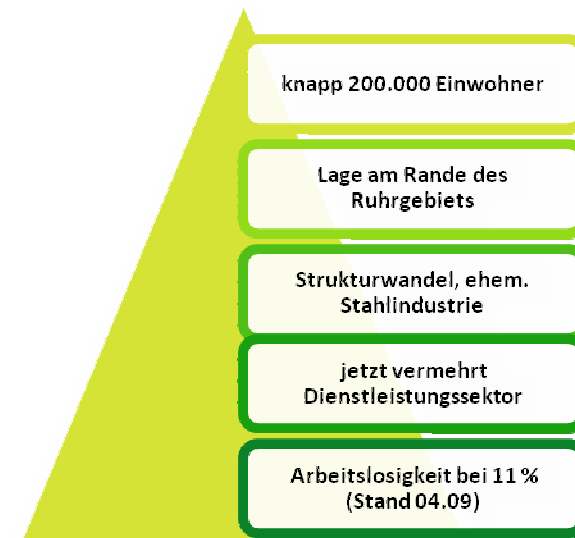 knapp 200.000 Einwohner
Lage am Rande des
Ruhrgebiets
Strukturwandel, ehem.
Stahlindustrie
jetzt vermehrt
Dienstleistungssektor
Arbeitslosigkeit bei 11 %
(Stand 04.09)